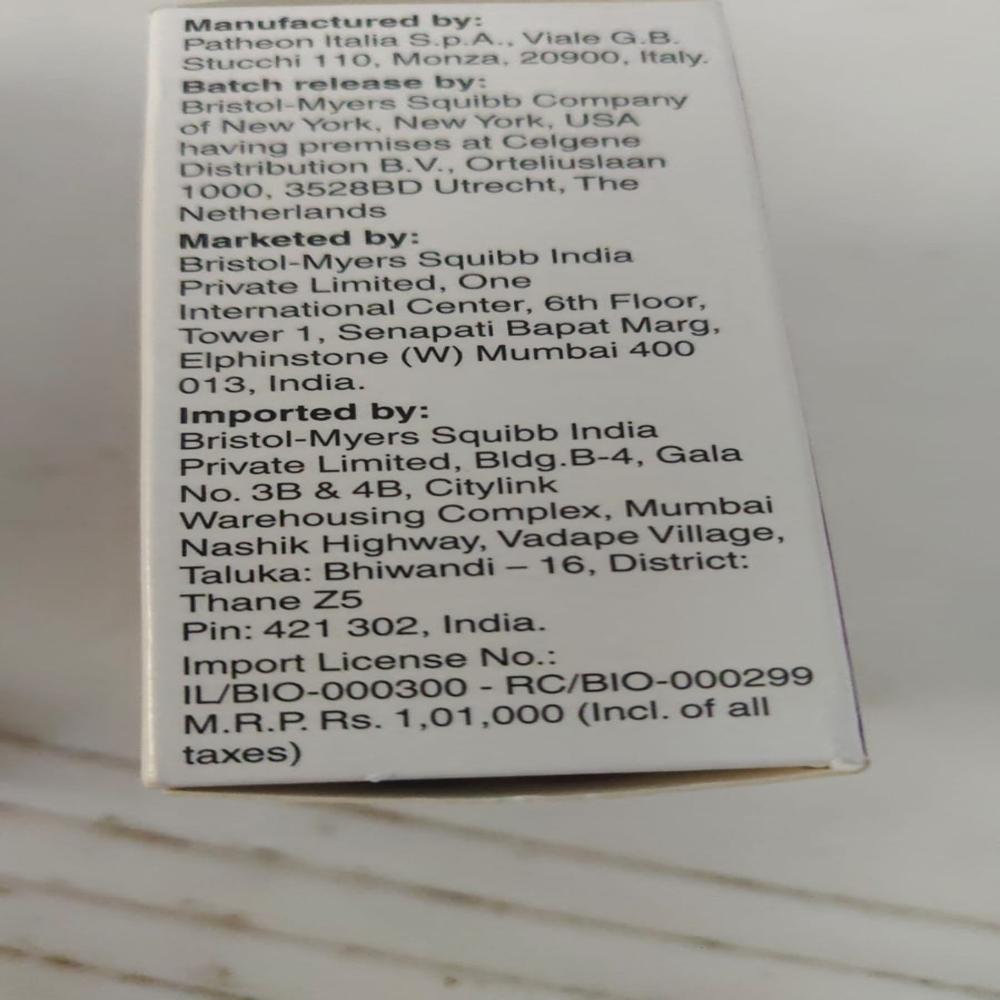 Manufactured by:
Patheon Italia S.p.A., Viale G.B.
Stucchi 110, Monza, 20900, Italy.
Batch release by:
Bristol-Myers Squibb Company
of New York, New York, USA
having premises at Celgene
Distribution B.V., Orteliuslaan
1000, 3528BD Utrecht, The
Netherlands
Marketed by:
Bristol-Myers Squibb India
Private Limited, One
International Center, 6th Floor,
Tower 1, Senapati Bapat Marg,
Elphinstone (W) Mumbai 400
013, India.
Imported by:
Bristol-Myers Squibb India
Private Limited, Bldg.B-4, Gala
No. 3B & 4B, Citylink
Warehousing Complex, Mumbai
Nashik Highway, Vadape Village,
Taluka: Bhiwandi – 16, District:
Thane Z5
Pin: 421 302, India.
Import License No.:
IL/BIO-000300 - RC/BIO-000299
M.R.P. Rs. 1,01,000 (Incl. of all
taxes)